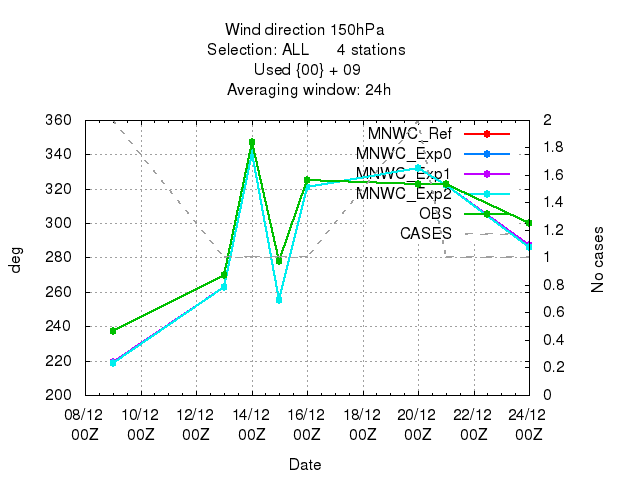 Wind direction 150hPa
Selection: ALL 4 stations
Used {00} + 09
Averaging window: 24h
360
340
320
300
280
260
240
220
200
deg
2
1.8
1.6
1.4
1.2
1
0.8
0.6
0.4
0.2
0
No cases
MNWC_Ref
MNWC_Exp0
MNWC_Exp1
MNWC_Exp2
OBS
CASES
08/12 10/12 12/12 14/12 16/12 18/12 20/12 22/12 24/12
00Z 00Z 00Z 00Z 00Z 00Z 00Z 00Z 00Z
Date